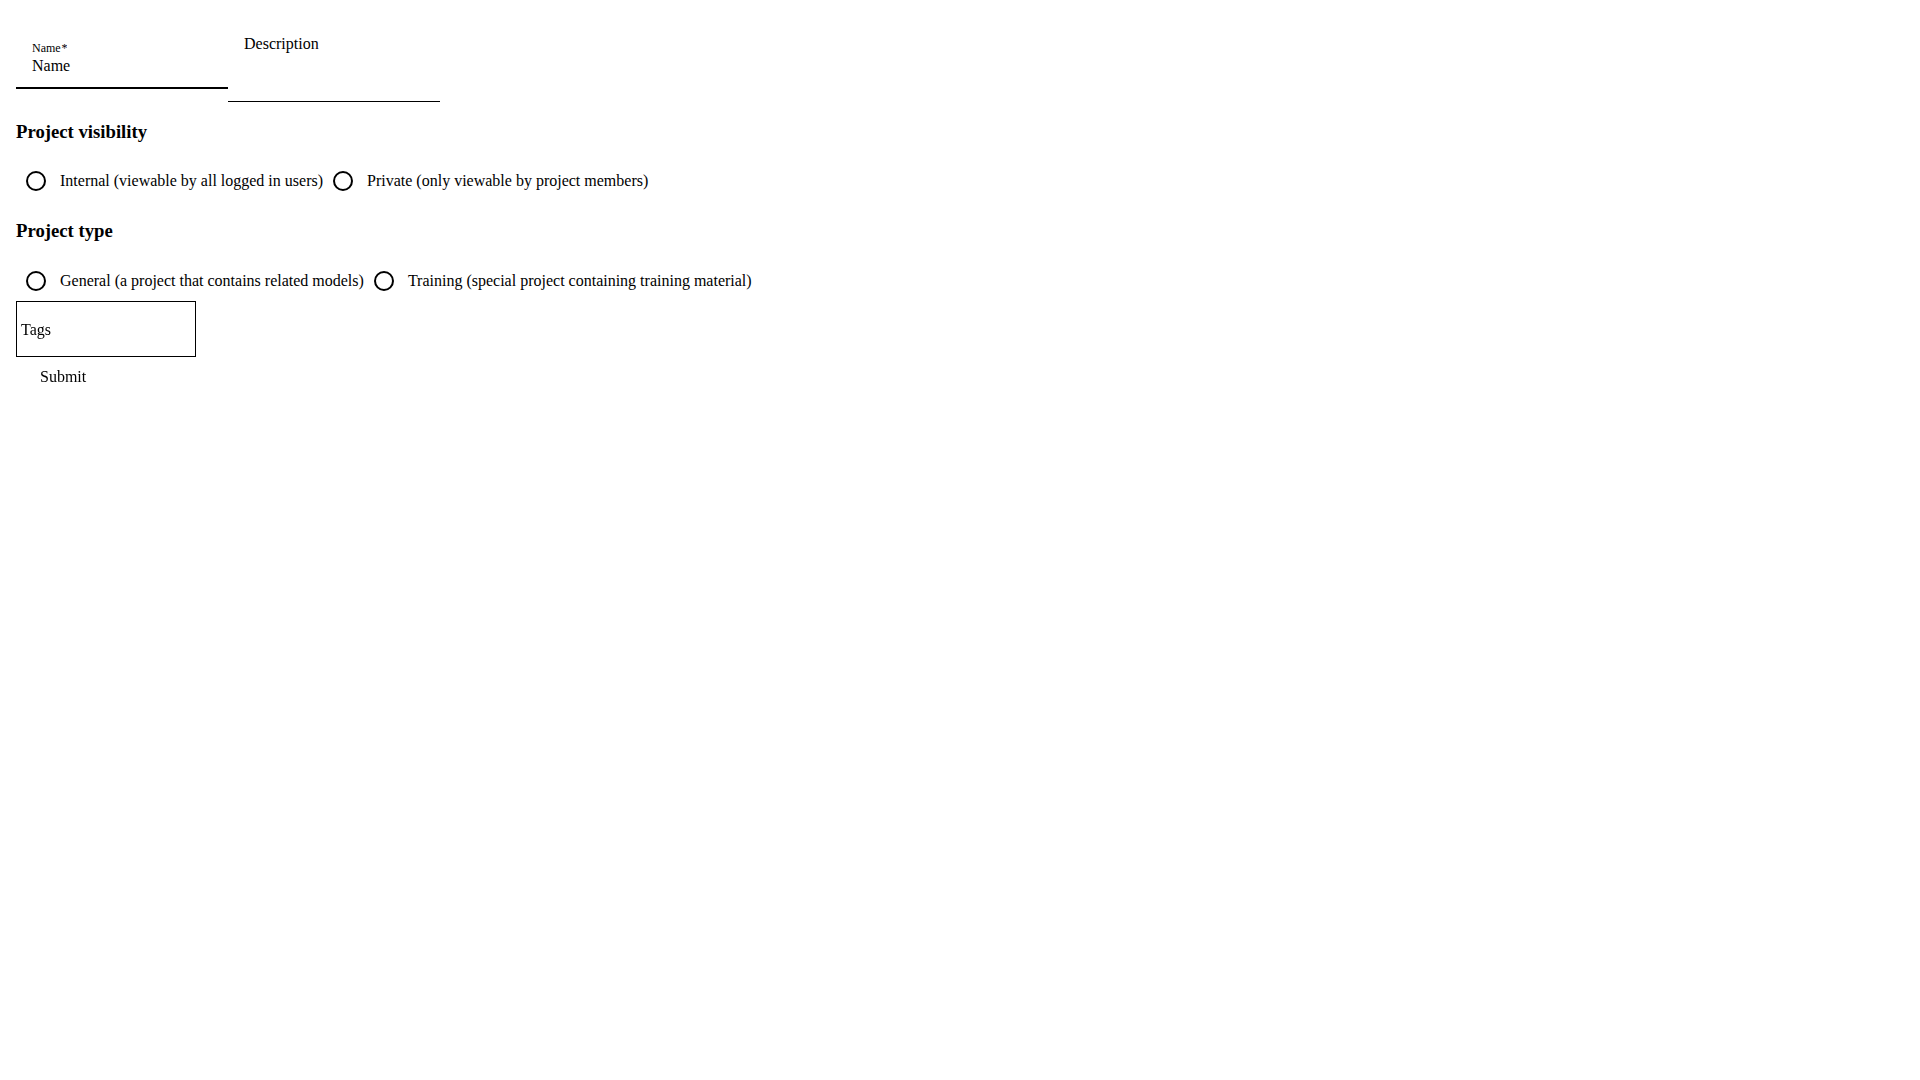 Name*
Name
Description
Project visibility
Internal (viewable by all logged in users) Private (only viewable by project members)
Project type
General (a project that contains related models) Training (special project containing training material)
Tags
Submit